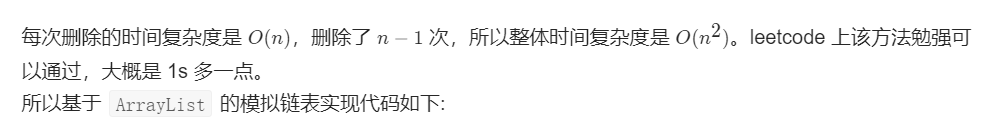 每次删除的时间复杂度是 O(n)，删除了 n − 1 次，所以整体时间复杂度是 O(n²)。leetcode 上该方法勉强可
以通过，大概是 1s 多一点。
所以基于 ArrayList 的模拟链表实现代码如下: